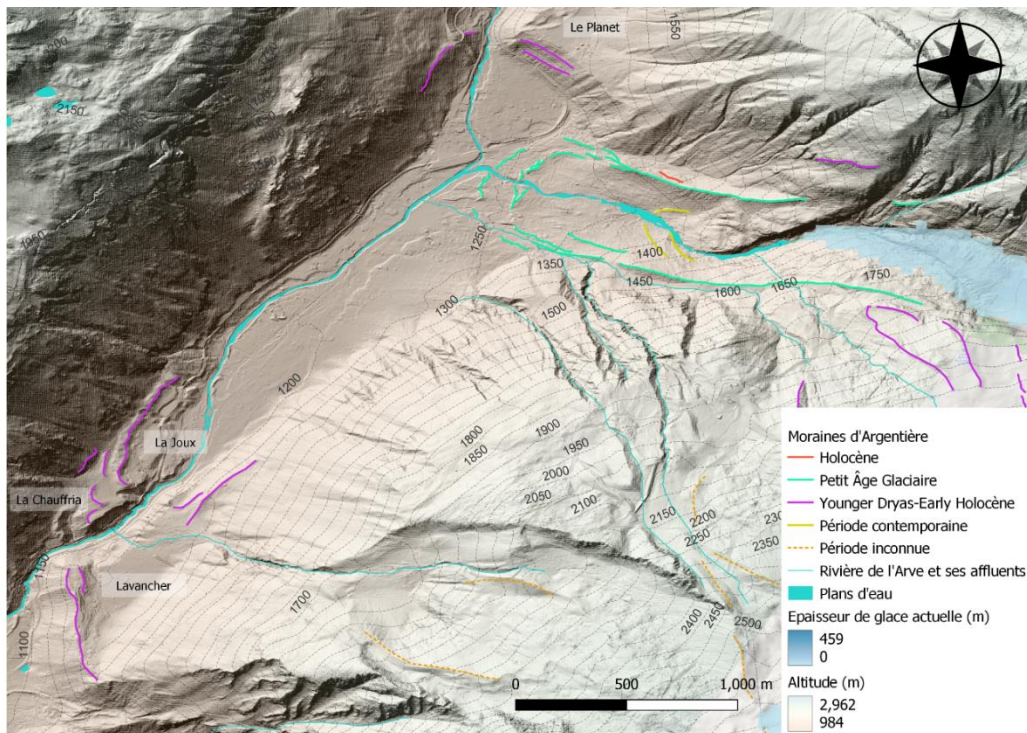 Le Planet
1550
2150
1250
1400
1350
1450
1750
1650
1600
1300
1500
1200
La Joux
1800
1850
1900
1950
2000
2050
2100
La Chauffria
2150
2200
2250
2350
1150
Lavancher
1700
1100
2400
2450
2500
0 500 1,000 m
Moraines d'Argentière
Holocène
Petit Âge Glaciaire
Younger Dryas-Early Holocène
Période contemporaine
Période inconnue
Rivière de l'Arve et ses affluents
Plans d'eau
Epaisseur de glace actuelle (m)
459
0
Altitude (m)
2,962
984